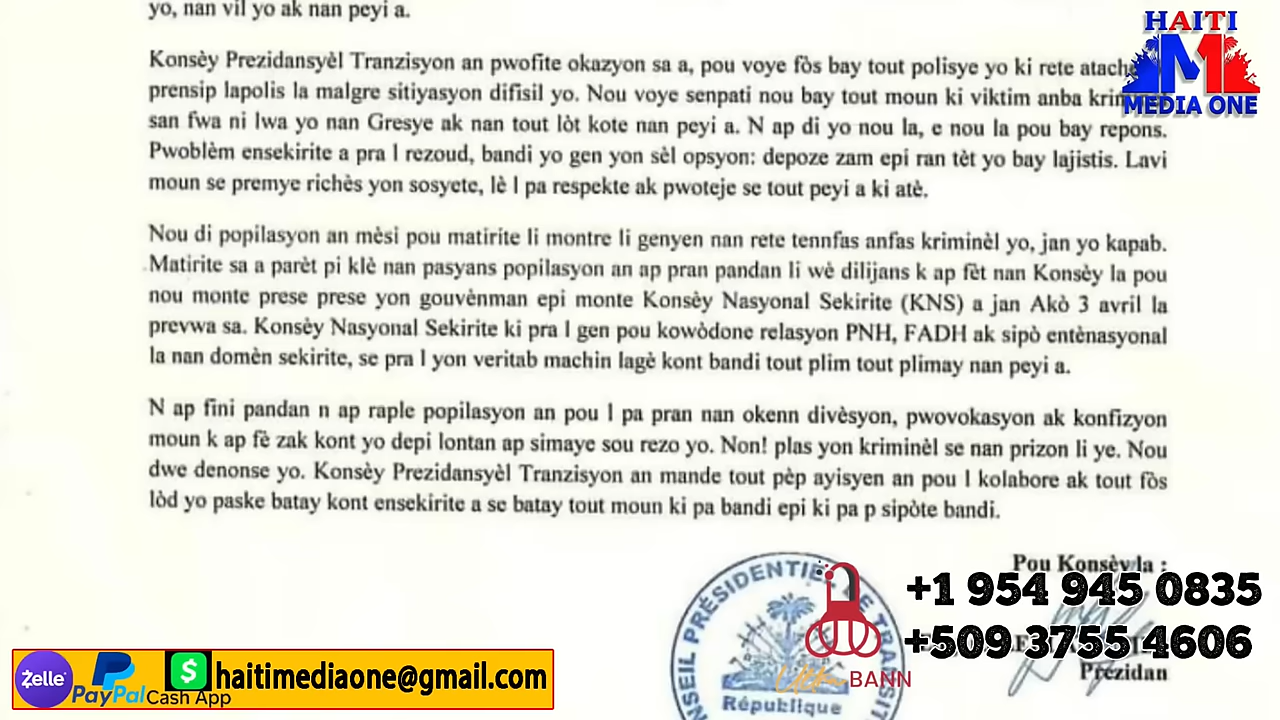 yo, nan vil yo ak nan peyi a.
Konsèy Prezidansyèl Tranzisyon an pwofite okazyon sa a, pou voye fòs bay tout polisye yo ki rete
prensip lapolis la malgre sitiyasyon difisil yo. Nou voye senpati nou bay tout moun ki viktim anba
san fwa ni lwa yo nan Gresye ak nan tout lòt kote nan peyi a. N ap di yo nou la, e nou la pou bay repons.
Pwoblèm ensekirite a pra l rezoud, bandi yo gen yon sèl opsyon: depoze zam epi ran tèt yo bay lajistis. Lavi
moun se premye richès yon sosyete, lè l pa respekte ak pwoteje se tout peyi a ki atè.
Nou di popilasyon an mèsi pou matirite li montre li genyen nan rete tennfas anfas kriminèl yo, jan yo kapab.
Matirite sa a parèt pi klè nan pasyans popilasyon an ap pran pandan li wè dilijans k ap fèt nan Konsèy la pou
nou monte prese prese yon gouvènman epi monte Konsèy Nasyonal Sekirite (KNS) a jan Akò 3 avril la
prevwa sa. Konsèy Nasyonal Sekirite ki pra l gen pou kowòdone relasyon PNH, FADH ak sipò entènasyonal
la nan domèn sekirite, se pra l yon veritab machin lagè kont bandi tout plim tout plimay nan peyi a.
N ap fini pandan n ap raple popilasyon an pou l pa pran nan okenn divèsyon, pwovokasyon ak konfizyon
moun k ap fè zak kont yo depi lontan ap simaye sou rezo yo. Non! plas yon kriminèl se nan prizon li ye. Nou
dwe denonse yo. Konsèy Prezidansyèl Tranzisyon an mande tout pèp ayisyen an pou l kolabore ak tout fòs
lòd yo paske batay kont ensekirite a se batay tout moun ki pa bandi epi ki pa p sipòte bandi.
Pou Konsèy la :
Prezidan
PRÉSIDENTIEL
République
HAITI
M
MEDIA ONE
+1 954 945 0835
+509 3755 4606
BANN
Zelle
PayPal
$
Cash App
haitimediaone@gmail.com